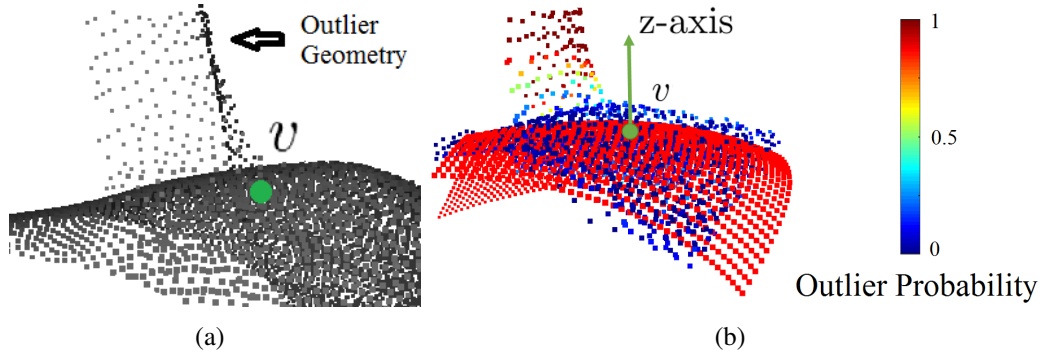 Outlier
Geometry
v
(a)
z-axis
v
(b)
1
0.5
0
Outlier Probability